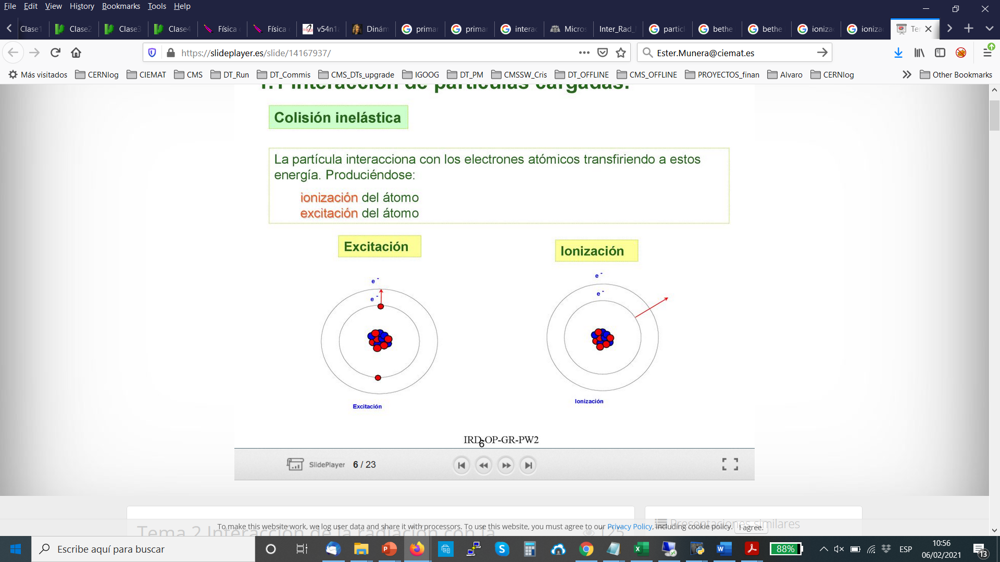 File Edit View History Bookmarks Tools Help
Clase1 Clase2 Clase3 Clase4 Física Física v54n1 Dinám primar primar interac Micros Inter_Rad_ particl bethe bethe ioniza ioniza Te
https://slideplayer.es/slide/14167937/
Ester.Munera@ciemat.es
Más visitados CERNlog CIEMAT CMS DT_Run DT_Commis CMS_DTs_upgrade IGOOG DT_PM CMSSW_Cris DT_OFFLINE CMS_OFFLINE PROYECTOS_finan Alvaro CERNlog Other Bookmarks
1.1 Interacción de partículas cargadas.
Colisión inelástica
La partícula interacciona con los electrones atómicos transfiriendo a estos
energía. Produciéndose:
ionización del átomo
excitación del átomo
Excitación
Ionización
e -
e -
e -
e -
Excitación
Ionización
IRD-OP-GR-PW2
6
SlidePlayer 6 / 23
Presentaciones similares
To make this website work, we log user data and share it with processors. To use this website, you must agree to our Privacy Policy, including cookie policy. I agree.
Tema 2 Interacción de la radiación con la
Escribe aquí para buscar
88%
ESP
10:56
06/02/2021
13